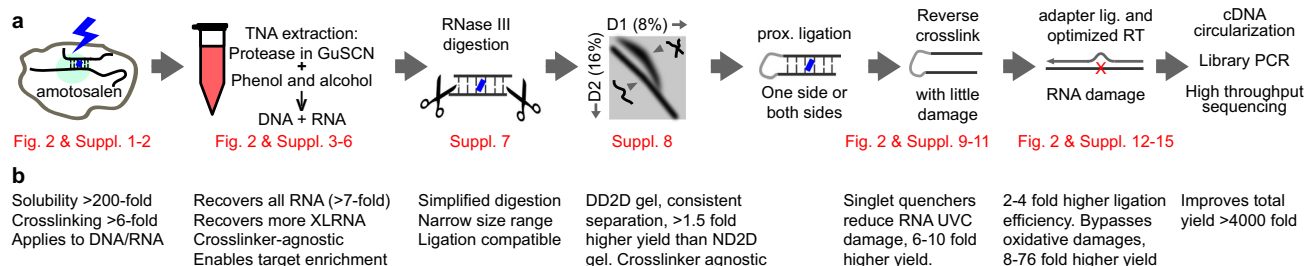 a
amotosalen
Fig. 2 & Suppl. 1-2
TNA extraction:
Protease in GuSCN
+
Phenol and alcohol
DNA + RNA
Fig. 2 & Suppl. 3-6
RNase III
digestion
Suppl. 7
D1 (8%)
D2 (16%)
Suppl. 8
prox. ligation
One side or
both sides
Reverse
crosslink
with little
damage
Fig. 2 & Suppl. 9-11
adapter lig. and
optimized RT
X
RNA damage
Fig. 2 & Suppl. 12-15
cDNA
circularization
Library PCR
High throughput
sequencing
b
Solubility >200-fold
Crosslinking >6-fold
Applies to DNA/RNA
Recovers all RNA (>7-fold)
Recovers more XLRNA
Crosslinker-agnostic
Enables target enrichment
Simplified digestion
Narrow size range
Ligation compatible
DD2D gel, consistent
separation, >1.5 fold
higher yield than ND2D
gel. Crosslinker agnostic
Singlet quenchers
reduce RNA UVC
damage, 6-10 fold
higher yield.
2-4 fold higher ligation
efficiency. Bypasses
oxidative damages,
8-76 fold higher yield
Improves total
yield >4000 fold